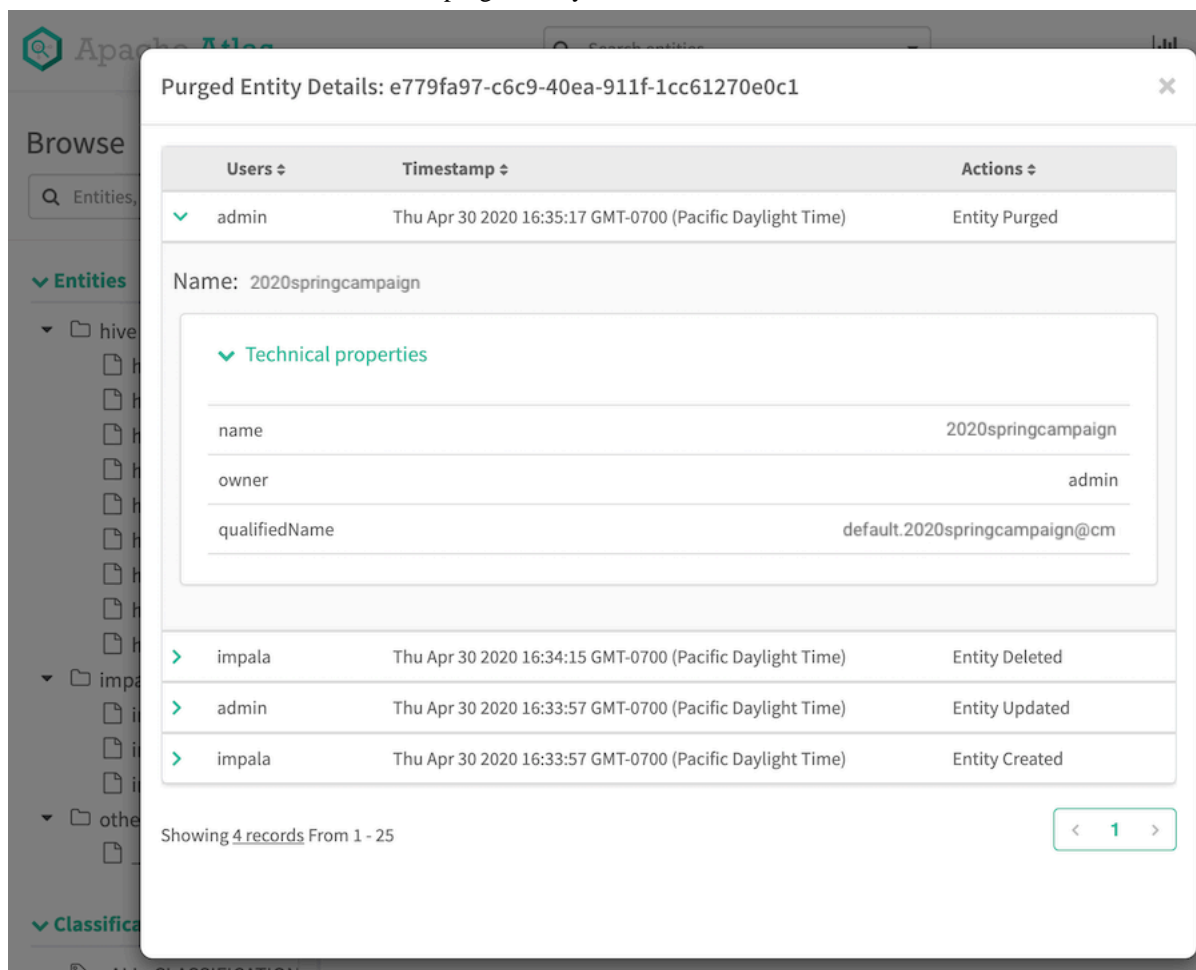 Apache Atlas
Search entities
Purged Entity Details: e779fa97-c6c9-40ea-911f-1cc61270e0c1
×
Browse
Entities,
Users Timestamp Actions
admin Thu Apr 30 2020 16:35:17 GMT-0700 (Pacific Daylight Time) Entity Purged
Entities
Name: 2020springcampaign
hive
Technical properties
name 2020springcampaign
owner admin
qualifiedName default.2020springcampaign@cm
impala Thu Apr 30 2020 16:34:15 GMT-0700 (Pacific Daylight Time) Entity Deleted
impa
admin Thu Apr 30 2020 16:33:57 GMT-0700 (Pacific Daylight Time) Entity Updated
impala Thu Apr 30 2020 16:33:57 GMT-0700 (Pacific Daylight Time) Entity Created
othe
Showing 4 records From 1 - 25
< 1 >
Classifica